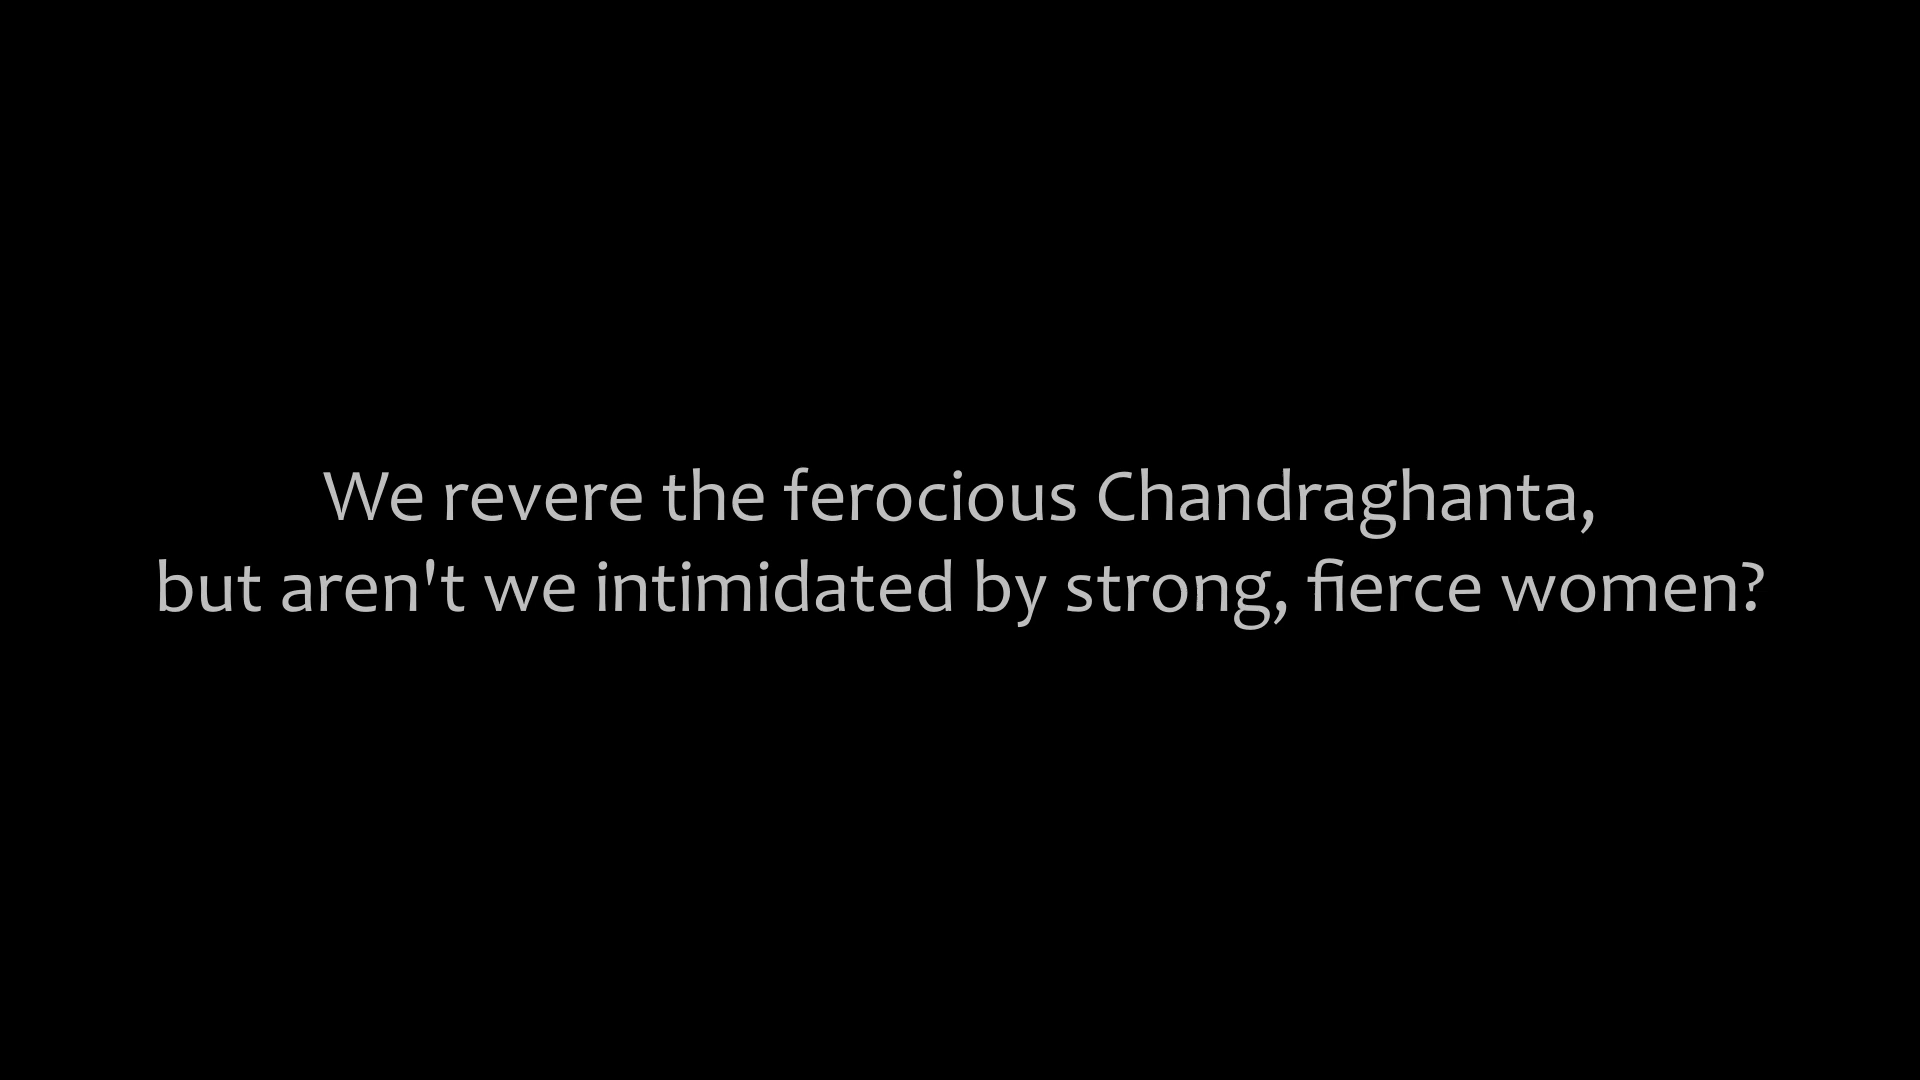 We revere the ferocious Chandraghanta,
but aren't we intimidated by strong, fierce women?